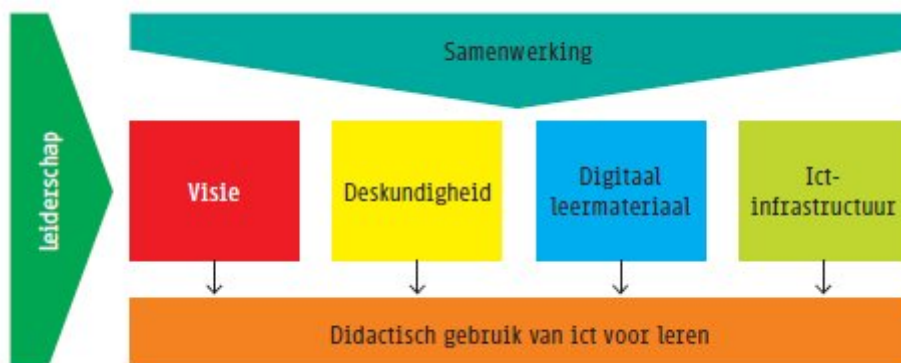 Samenwerking
Leiderschap
Visie
Deskundigheid
Digitaal
leermateriaal
Ict-
infrastructuur
Didactisch gebruik van ict voor leren